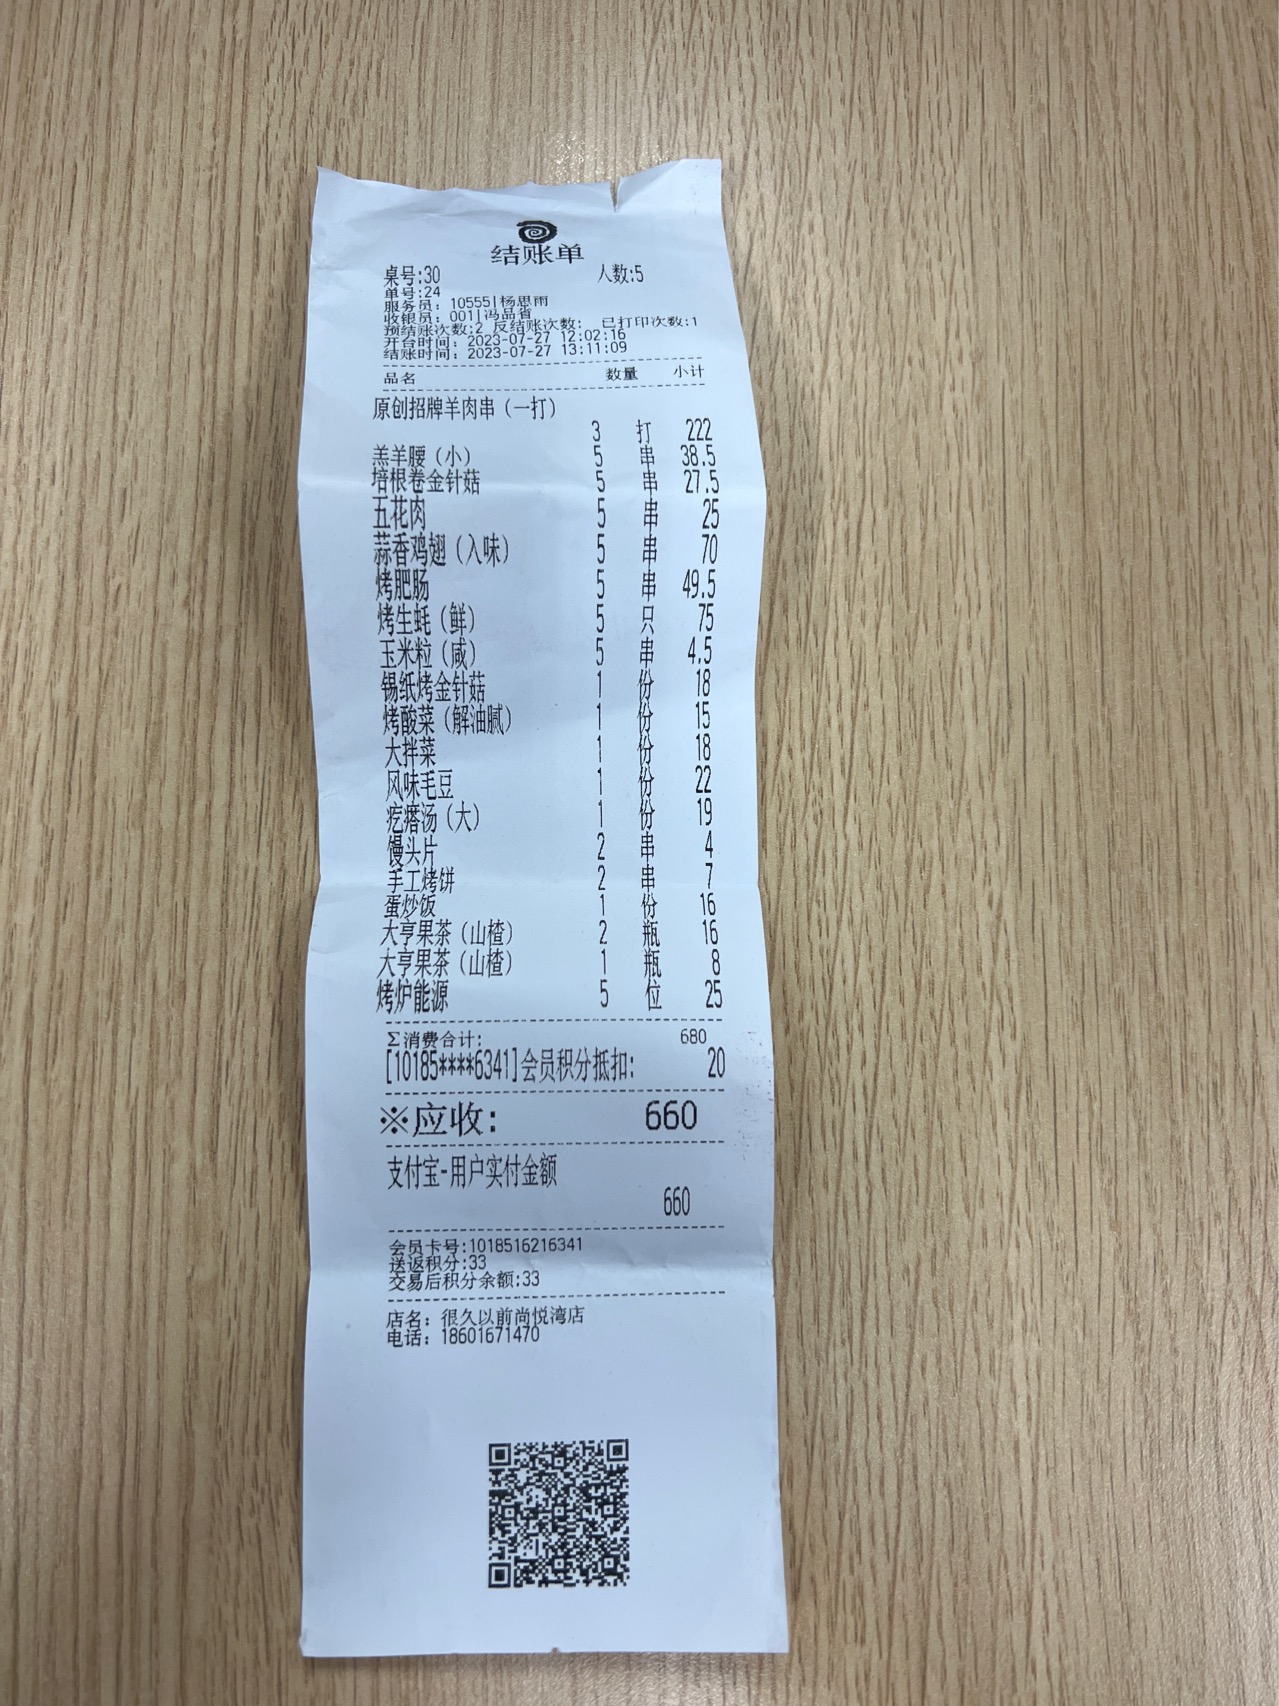 结账单
桌号:30 人数:5
单号:24
服务员: 10555|杨思雨
收银员: 001|冯品省
预结账次数:2 反结账次数: 已打印次数:1
开台时间: 2023-07-27 12:02:16
结账时间: 2023-07-27 13:11:09
品名 数量 小计
原创招牌羊肉串(一打)
3 打 222
羔羊腰(小) 5 串 38.5
培根卷金针菇 5 串 27.5
五花肉 5 串 25
蒜香鸡翅(入味) 5 串 70
烤肥肠 5 串 49.5
烤生蚝(鲜) 5 只 75
玉米粒(咸) 5 串 4.5
锡纸烤金针菇 1 份 18
烤酸菜(解油腻) 1 份 15
大拌菜 1 份 18
风味毛豆 1 份 22
疙瘩汤(大) 1 份 19
馒头片 2 串 4
手工烤饼 2 串 7
蛋炒饭 1 份 16
大亨果茶(山楂) 2 瓶 16
大亨果茶(山楂) 1 瓶 8
烤炉能源 5 位 25
Σ消费合计: 680
[10185****6341]会员积分抵扣: 20
※应收: 660
支付宝-用户实付金额
660
会员卡号:1018516216341
送返积分:33
交易后积分余额:33
店名: 很久以前尚悦湾店
电话: 18601671470